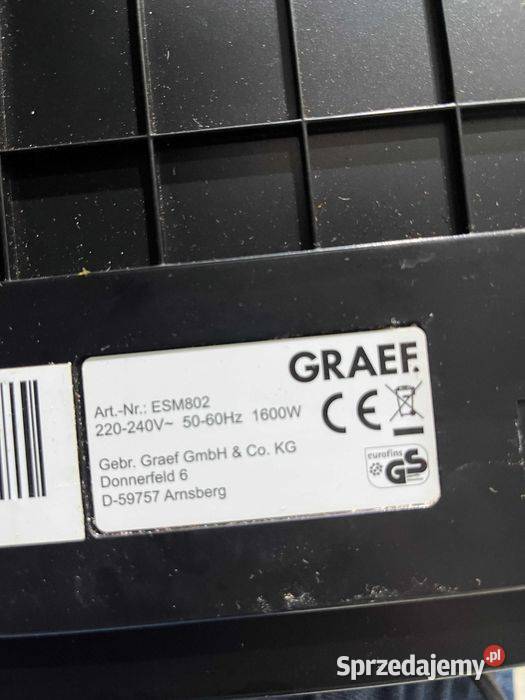 GRAEF.
Art.-Nr.: ESM802
220-240V~ 50-60Hz 1600W
CE
Gebr. Graef GmbH & Co. KG
Donnerfeld 6
D-59757 Arnsberg
eurofins
GS
Sprzedajemy.pl